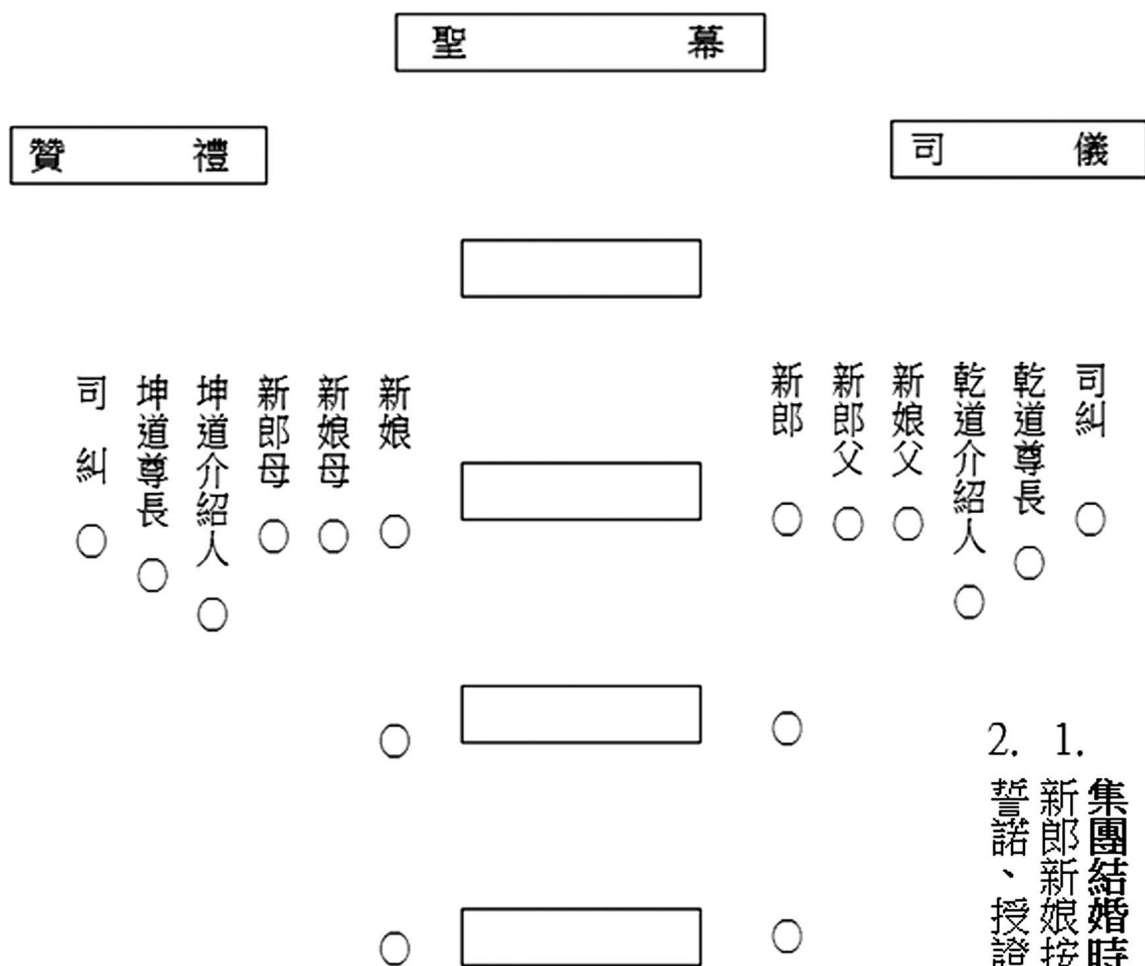 聖 幕
贊 禮
司 儀
司糾
乾道尊長
乾道介紹人
新娘父
新郎父
新郎
新娘
新娘母
新郎母
坤道介紹人
坤道尊長
司糾
集團結婚時
1. 新郎新娘按
2. 誓諾、授證